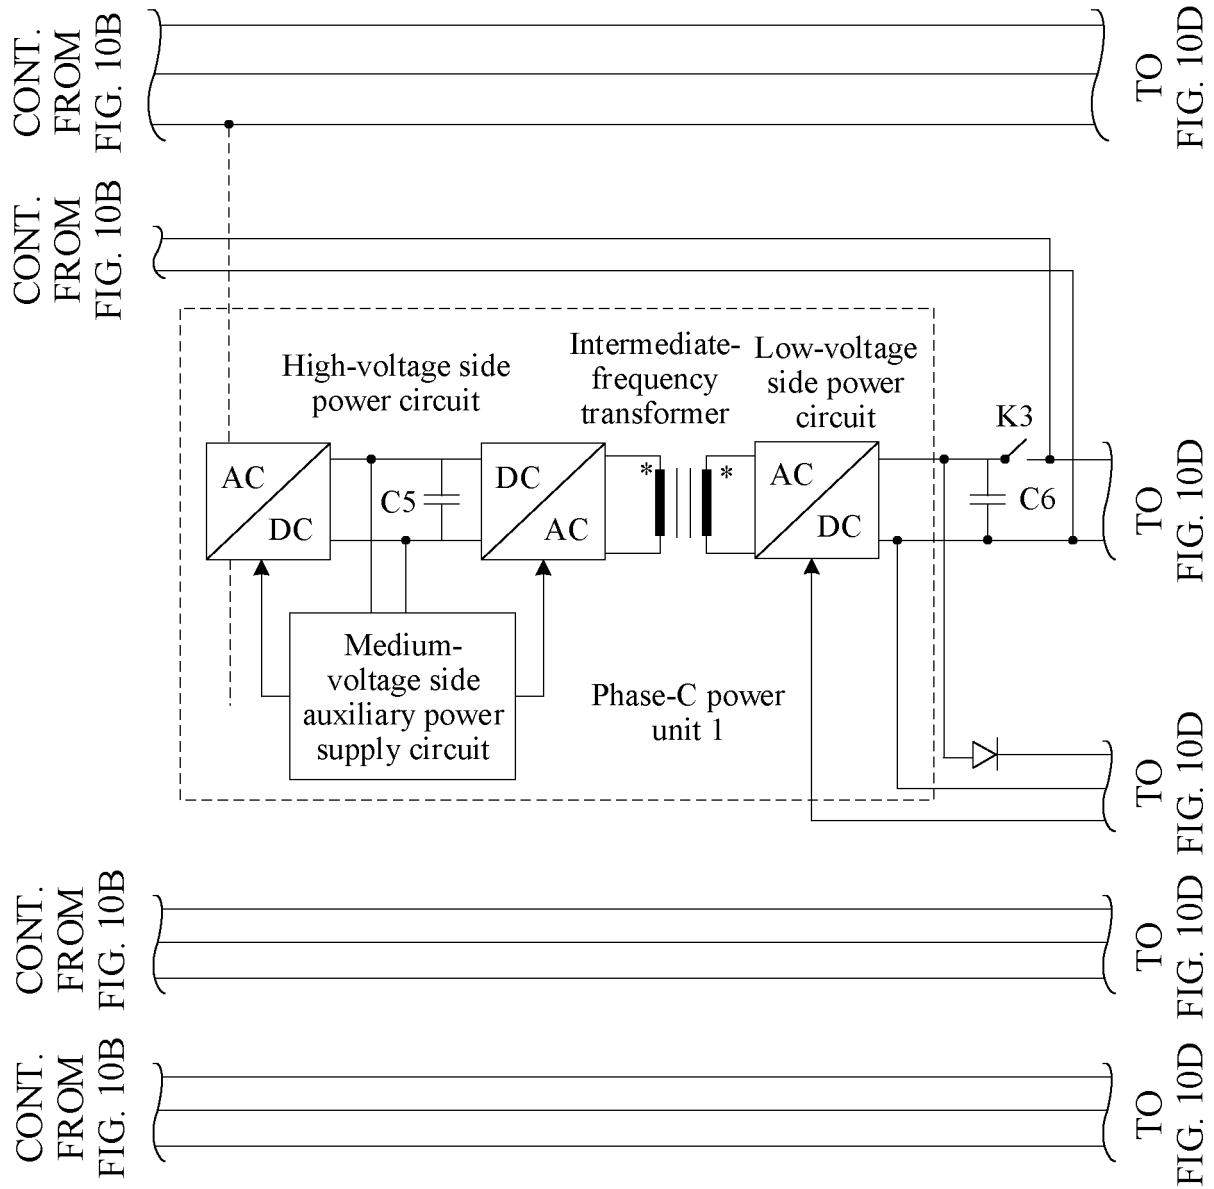 CONT.
FROM
FIG. 10B
TO
FIG. 10D
CONT.
FROM
FIG. 10B
High-voltage side
power circuit
Intermediate-
frequency
transformer
Low-voltage
side power
circuit
K3
AC
DC
C5
DC
AC
*
*
AC
DC
C6
TO
FIG. 10D
Medium-
voltage side
auxiliary power
supply circuit
Phase-C power
unit 1
TO
FIG. 10D
CONT.
FROM
FIG. 10B
TO
FIG. 10D
CONT.
FROM
FIG. 10B
TO
FIG. 10D